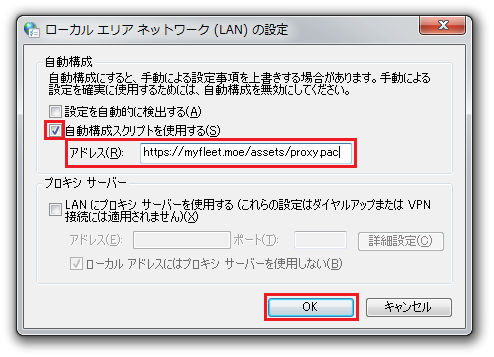 ローカル エリア ネットワーク (LAN) の設定
自動構成
自動構成にすると、手動による設定事項を上書きする場合があります。手動による
設定を確実に使用するためには、自動構成を無効にしてください。
設定を自動的に検出する(A)
自動構成スクリプトを使用する(S)
アドレス(R): https://myfleet.moe/assets/proxy.pac
プロキシ サーバー
LAN にプロキシ サーバーを使用する (これらの設定はダイヤルアップまたは VPN
接続には適用されません)(X)
アドレス(E): ポート(T): 詳細設定(C)
ローカル アドレスにはプロキシ サーバーを使用しない(B)
OK キャンセル